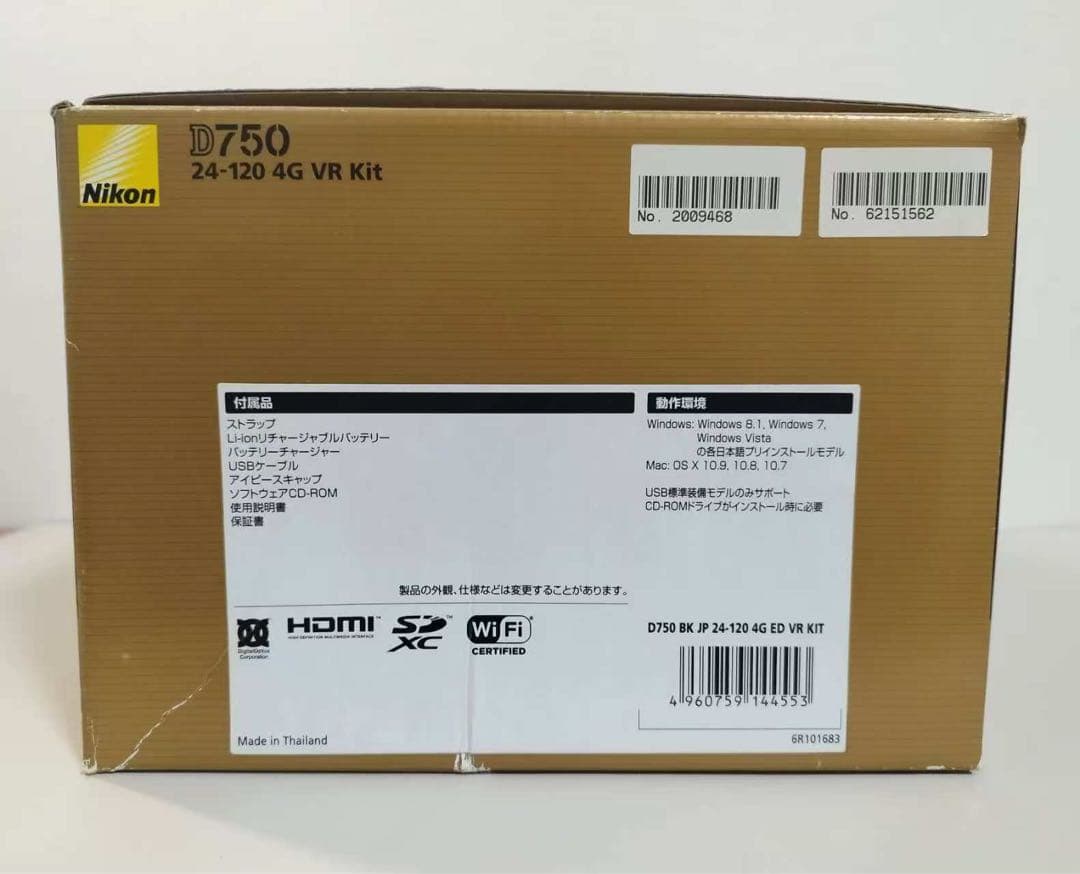 Nikon
D750
24-120 4G VR Kit
No. 2009468
No. 62151562
付属品
ストラップ
Li-ionリチャージャブルバッテリー
バッテリーチャージャー
USBケーブル
アイピースキャップ
ソフトウェアCD-ROM
使用説明書
保証書
動作環境
Windows: Windows 8.1, Windows 7,
Windows Vista
の各日本語プリインストールモデル
Mac: OS X 10.9, 10.8, 10.7
USB標準装備モデルのみサポート
CD-ROMドライブがインストール時に必要
製品の外観、仕様などは変更することがあります。
DigitalOptics
Corporation
HDMI™
HIGH-DEFINITION MULTIMEDIA INTERFACE
SD™
XC
Wi Fi®
CERTIFIED
D750 BK JP 24-120 4G ED VR KIT
4 960759 144553
Made in Thailand
6R101683